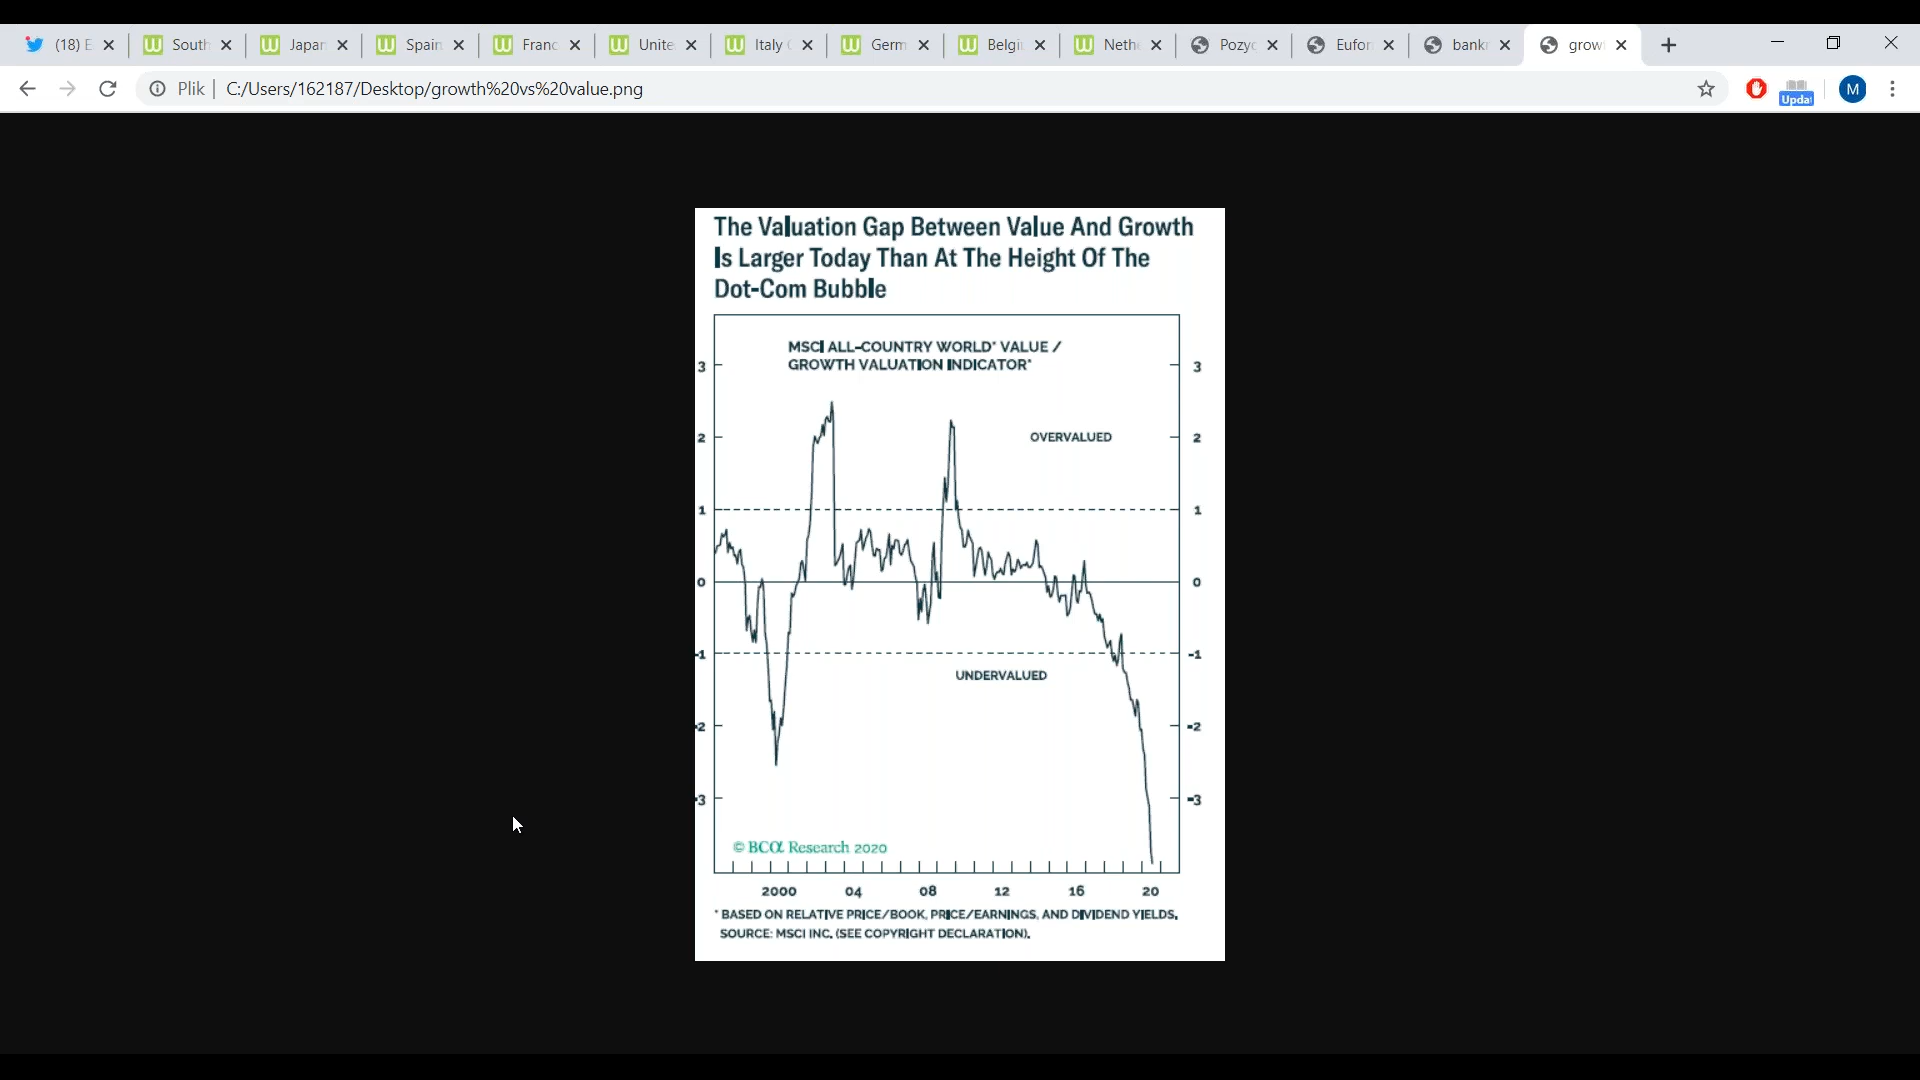 (18) E
South
Japan
Spain
Franc
Unite
Italy
Germ
Belgi
Neth
Pozyc
Eufor
bank
grow
Plik
C:/Users/162187/Desktop/growth%20vs%20value.png
Updat
M
The Valuation Gap Between Value And Growth
Is Larger Today Than At The Height Of The
Dot-Com Bubble
MSCI ALL-COUNTRY WORLD* VALUE /
GROWTH VALUATION INDICATOR*
3 3
OVERVALUED
2 2
1 1
0 0
-1 -1
UNDERVALUED
-2 -2
-3 -3
© BCα Research 2020
2000 04 08 12 16 20
* BASED ON RELATIVE PRICE/BOOK, PRICE/EARNINGS, AND DIVIDEND YIELDS.
SOURCE: MSCI INC. (SEE COPYRIGHT DECLARATION).